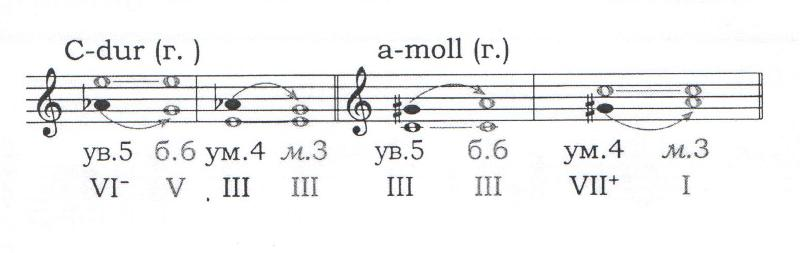 C-dur (г. ) a-moll (г.)
ув.5 б.6 ум.4 м.3 ув.5 б.6 ум.4 м.3
VI⁻ V III III III III VII⁺ I